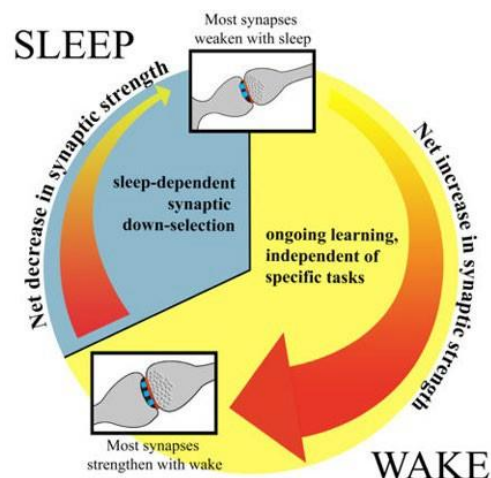 SLEEP
Most synapses
weaken with sleep
Net decrease in synaptic strength
sleep-dependent
synaptic
down-selection
Net increase in synaptic strength
ongoing learning,
independent of
specific tasks
Most synapses
strengthen with wake
WAKE